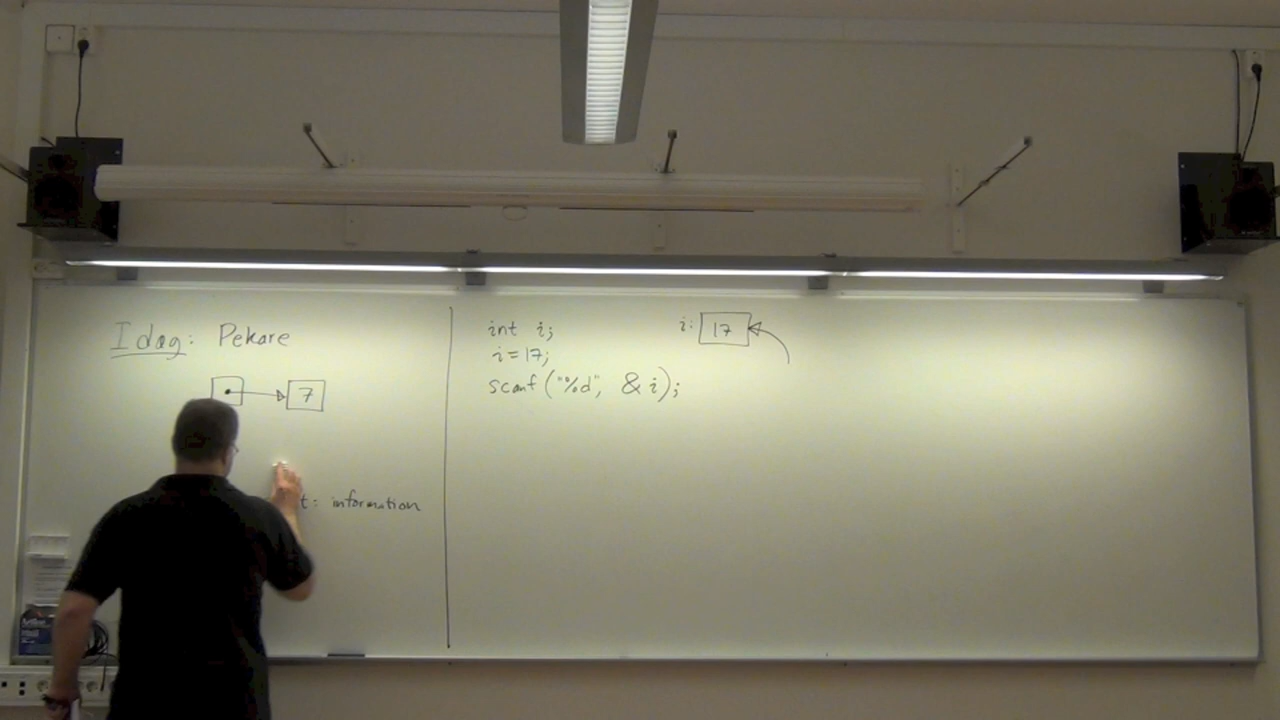 Idag: Pekare
7
t: information
int i;
i=17;
scanf("%d", &i);
i: 17